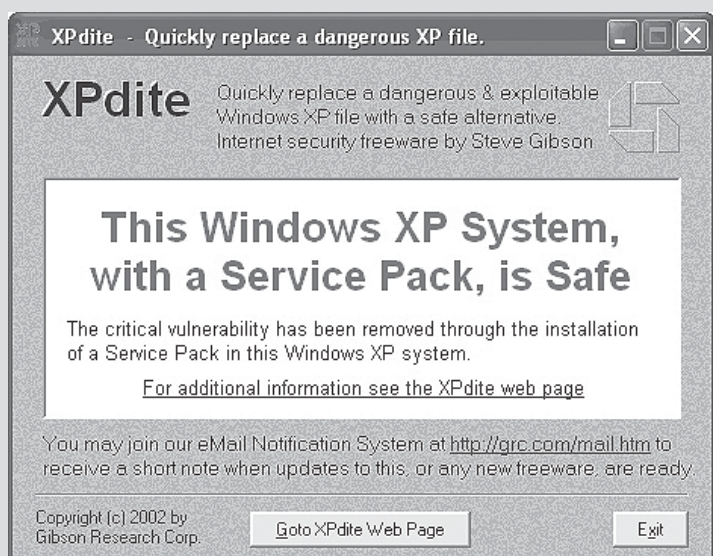 XPdite - Quickly replace a dangerous XP file.
XPdite
Quickly replace a dangerous & exploitable
Windows XP file with a safe alternative.
Internet security freeware by Steve Gibson
This Windows XP System,
with a Service Pack, is Safe
The critical vulnerability has been removed through the installation
of a Service Pack in this Windows XP system.
For additional information see the XPdite web page
You may join our eMail Notification System at http://grc.com/mail.htm to
receive a short note when updates to this, or any new freeware, are ready.
Copyright (c) 2002 by
Gibson Research Corp.
Goto XPdite Web Page
Exit